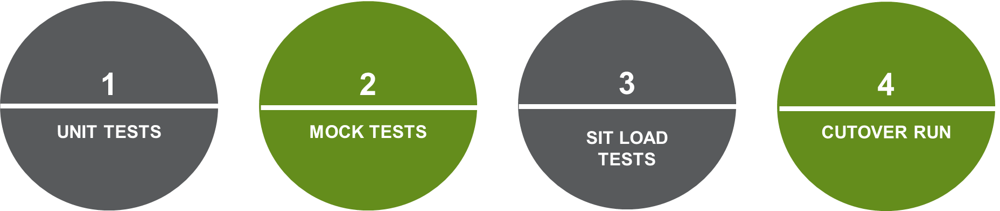 1
UNIT TESTS
2
MOCK TESTS
3
SIT LOAD
TESTS
4
CUTOVER RUN